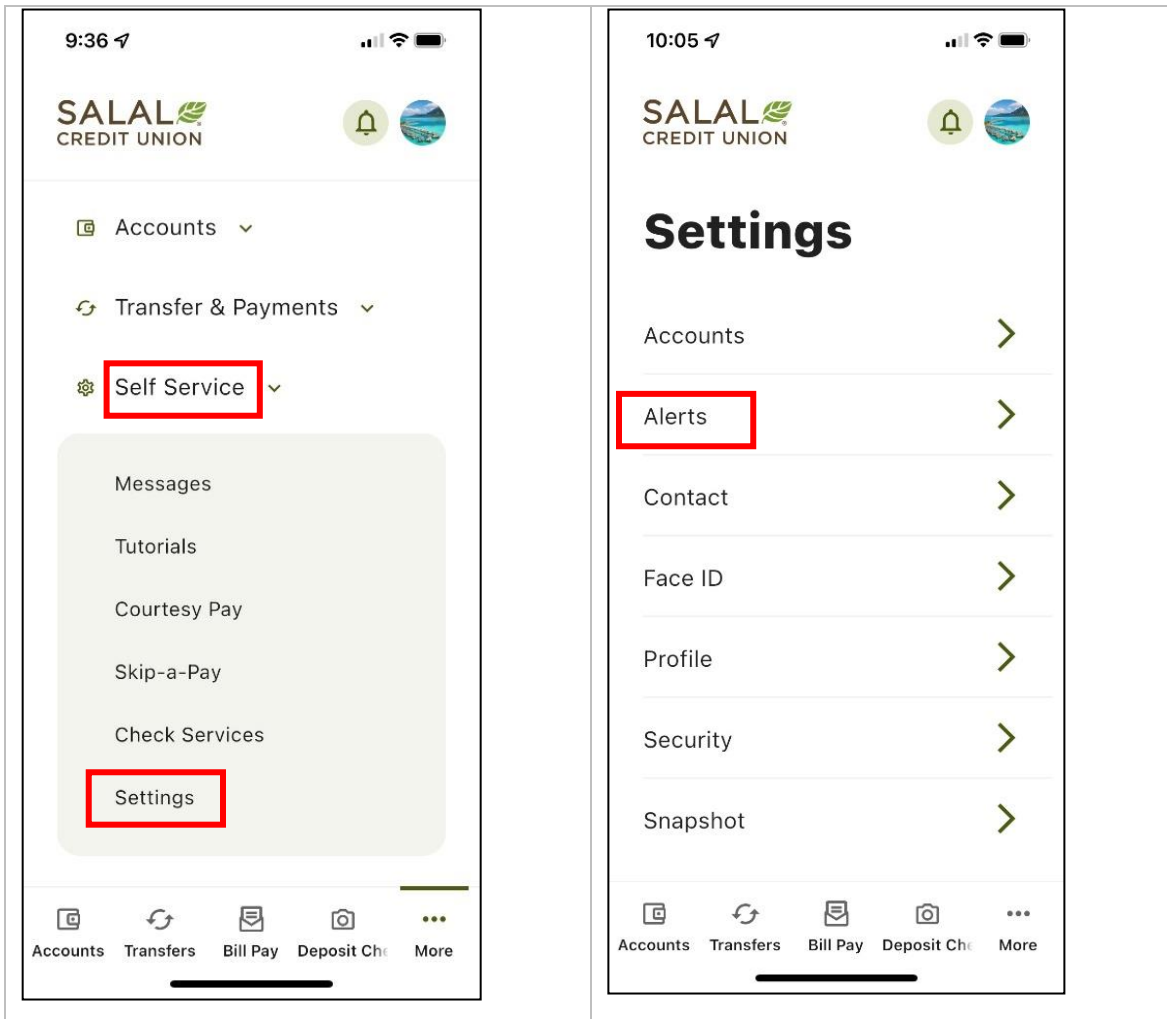 9:36
SALAL
CREDIT UNION
Accounts
Transfer & Payments
Self Service
Messages
Tutorials
Courtesy Pay
Skip-a-Pay
Check Services
Settings
Accounts Transfers Bill Pay Deposit Che More
10:05
SALAL
CREDIT UNION
Settings
Accounts
Alerts
Contact
Face ID
Profile
Security
Snapshot
Accounts Transfers Bill Pay Deposit Che More